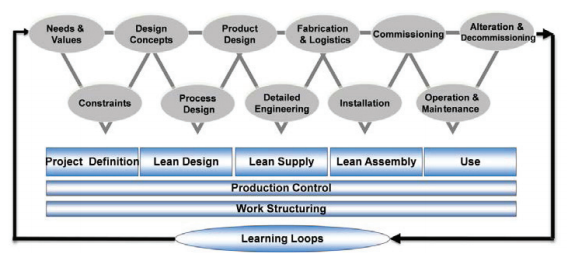 Needs &
Values
Design
Concepts
Product
Design
Fabrication
& Logistics
Commissioning
Alteration &
Decommissioning
Constraints
Process
Design
Detailed
Engineering
Installation
Operation &
Maintenance
Project Definition
Lean Design
Lean Supply
Lean Assembly
Use
Production Control
Work Structuring
Learning Loops